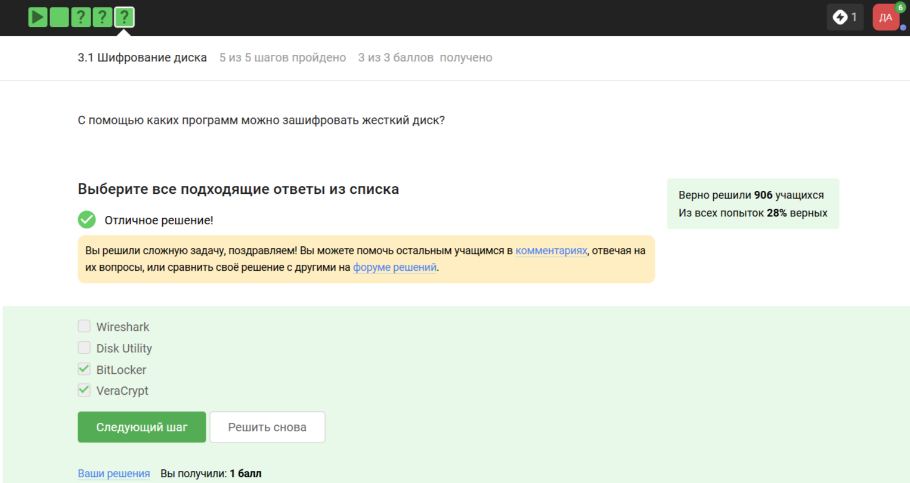 ? ? ?
1
ДА
6
3.1 Шифрование диска 5 из 5 шагов пройдено 3 из 3 баллов получено
С помощью каких программ можно зашифровать жесткий диск?
Выберите все подходящие ответы из списка
Верно решили 906 учащихся
Из всех попыток 28% верных
Отличное решение!
Вы решили сложную задачу, поздравляем! Вы можете помочь остальным учащимся в комментариях, отвечая на
их вопросы, или сравнить своё решение с другими на форуме решений.
Wireshark
Disk Utility
BitLocker
VeraCrypt
Следующий шаг Решить снова
Ваши решения Вы получили: 1 балл